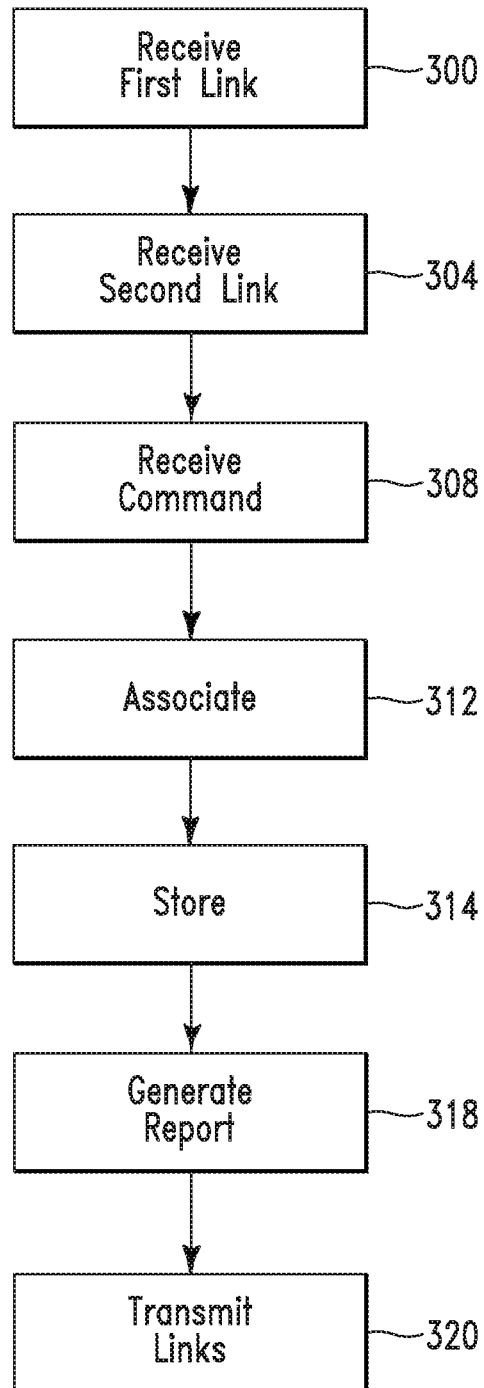 Receive
First Link
300
Receive
Second Link
304
Receive
Command
308
Associate
312
Store
314
Generate
Report
318
Transmit
Links
320